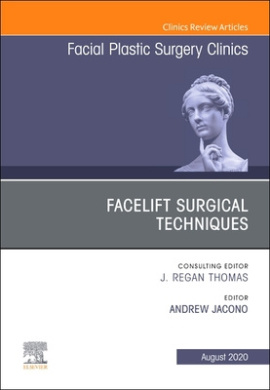 Clinics Review Articles
Facial Plastic Surgery Clinics
FACELIFT SURGICAL
TECHNIQUES
CONSULTING EDITOR
J. REGAN THOMAS
EDITOR
ANDREW JACONO
ELSEVIER
August 2020